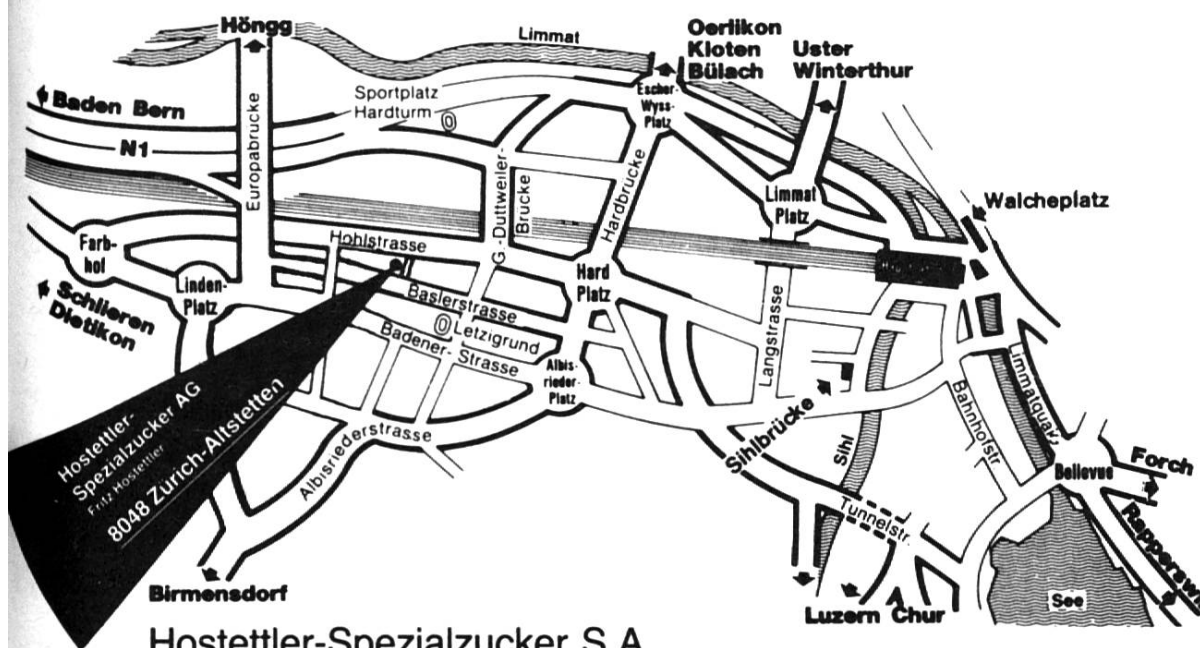 Höngg
Limmat
Oerlikon
Kloten
Bülach
Uster
Winterthur
Baden Bern
Sportplatz
Hardturm
Escher-
Wyss-
Platz
N1
Europabrücke
G.-Duttweiler-
Brücke
Hardbrücke
Limmat
Platz
Walcheplatz
Farb-
hof
Hohlstrasse
Linden-
Platz
Hard
Platz
Schlieren
Dietikon
Baslerstrasse
Letzigrund
Badener- Strasse
Langstrasse
Albis-
rieder-
Platz
Sihlbrücke
Bahnhofstr.
Limmatquai
Hostettler-
Spezialzucker AG
Fritz Hostettler
8048 Zürich-Altstetten
Albisriederstrasse
Sihl
Bellevue
Forch
Tunnelstr.
Birmensdorf
Luzern Chur
See
Hostettler-Spezialzucker S.A.